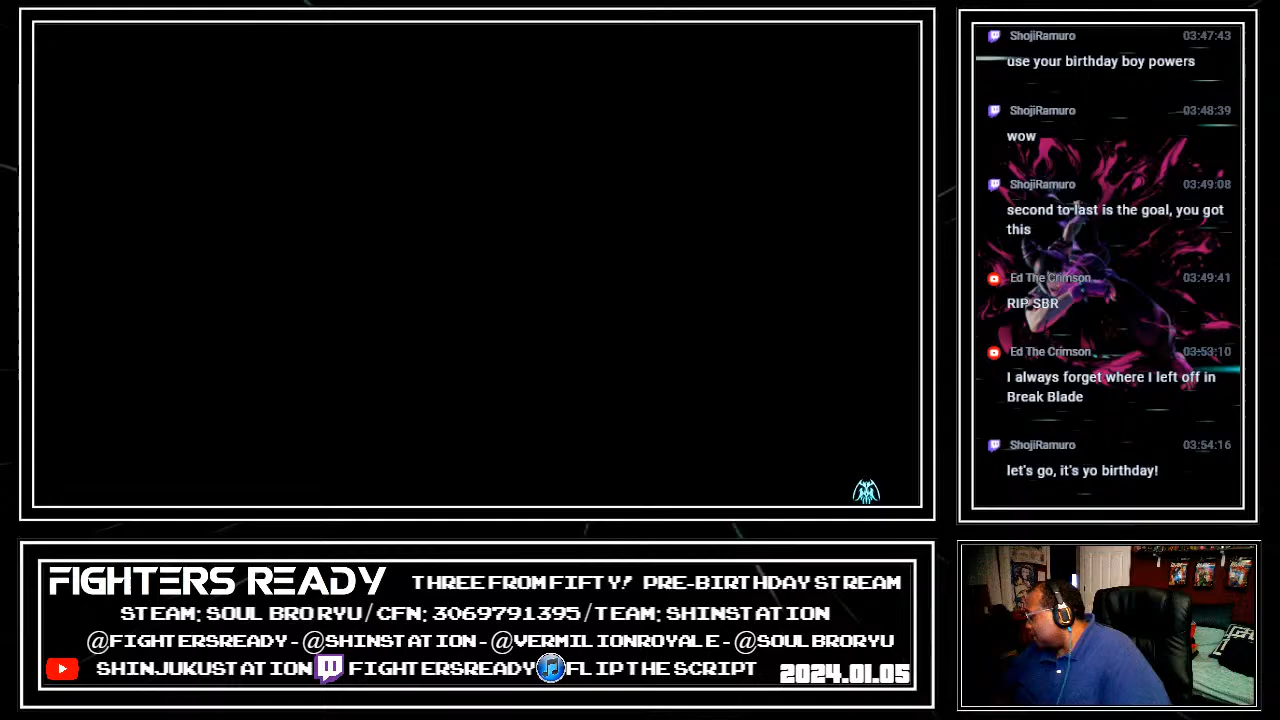 ShojiRamuro 03:47:43
use your birthday boy powers
ShojiRamuro 03:48:39
wow
ShojiRamuro 03:49:08
second to last is the goal, you got
this
Ed The Crimson 03:49:41
RIP SBR
Ed The Crimson 03:53:10
I always forget where I left off in
Break Blade
ShojiRamuro 03:54:16
let's go, it's yo birthday!
FIGHTERS READY THREE FROM FIFTY! PRE-BIRTHDAY STREAM
STEAM: SOUL BRO RYU / CFN: 3069791395 / TEAM: SHINSTATION
@FIGHTERSREADY - @SHINSTATION - @VERMILIONROYALE - @SOULBRORYU
SHINJUKUSTATION FIGHTERSREADY FLIP THE SCRIPT 2024.01.05